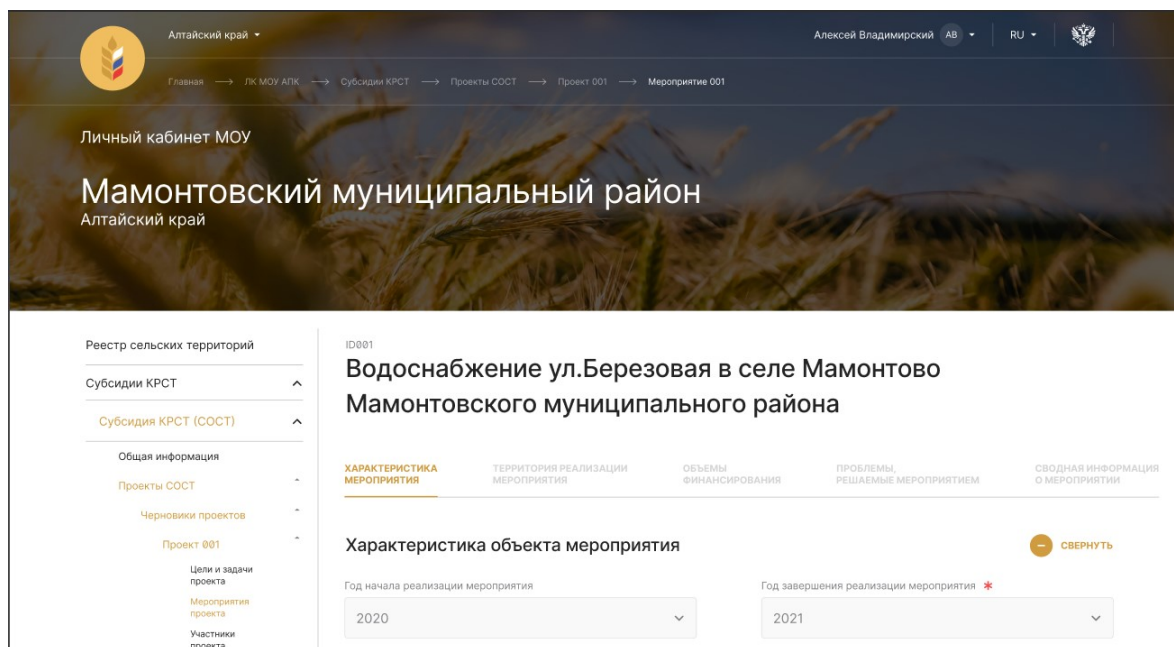 Алтайский край
Алексей Владимирский АВ
RU
Главная → ЛК МОУ АПК → Субсидии КРСТ → Проекты СОСТ → Проект 001 → Мероприятие 001
Личный кабинет МОУ
Мамонтовский муниципальный район
Алтайский край
Реестр сельских территорий
Субсидии КРСТ
Субсидия КРСТ (СОСТ)
Общая информация
Проекты СОСТ
Черновики проектов
Проект 001
Цели и задачи
проекта
Мероприятия
проекта
Участники
проекта
ID001
Водоснабжение ул.Березовая в селе Мамонтово
Мамонтовского муниципального района
ХАРАКТЕРИСТИКА
МЕРОПРИЯТИЯ
ТЕРРИТОРИЯ РЕАЛИЗАЦИИ
МЕРОПРИЯТИЯ
ОБЪЕМЫ
ФИНАНСИРОВАНИЯ
ПРОБЛЕМЫ,
РЕШАЕМЫЕ МЕРОПРИЯТИЕМ
СВОДНАЯ ИНФОРМАЦИЯ
О МЕРОПРИЯТИИ
Характеристика объекта мероприятия
СВЕРНУТЬ
Год начала реализации мероприятия
2020
Год завершения реализации мероприятия *
2021